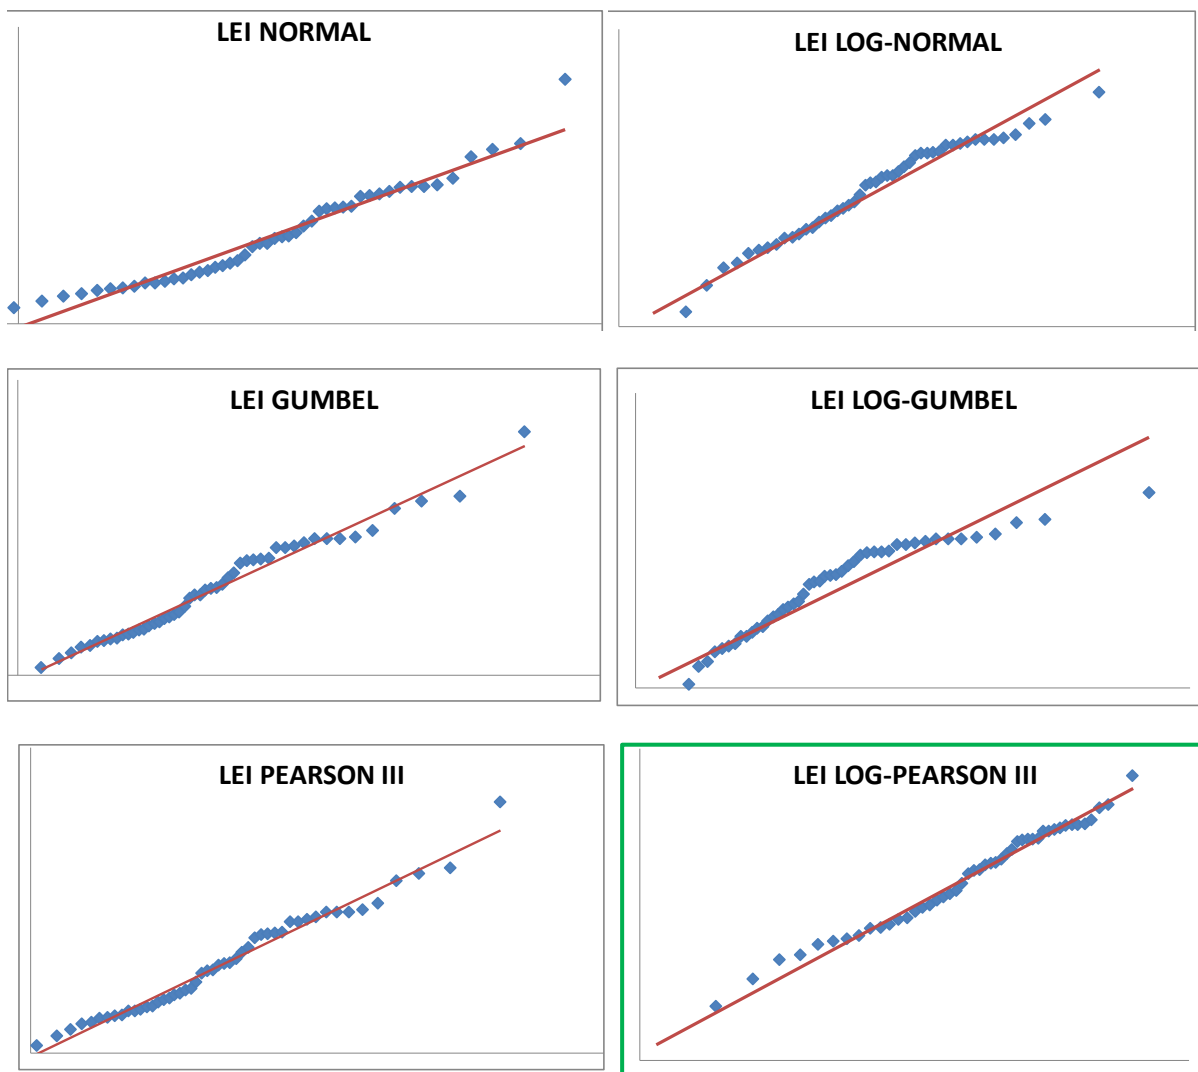 LEI NORMAL
LEI LOG-NORMAL
LEI GUMBEL
LEI LOG-GUMBEL
LEI PEARSON III
LEI LOG-PEARSON III